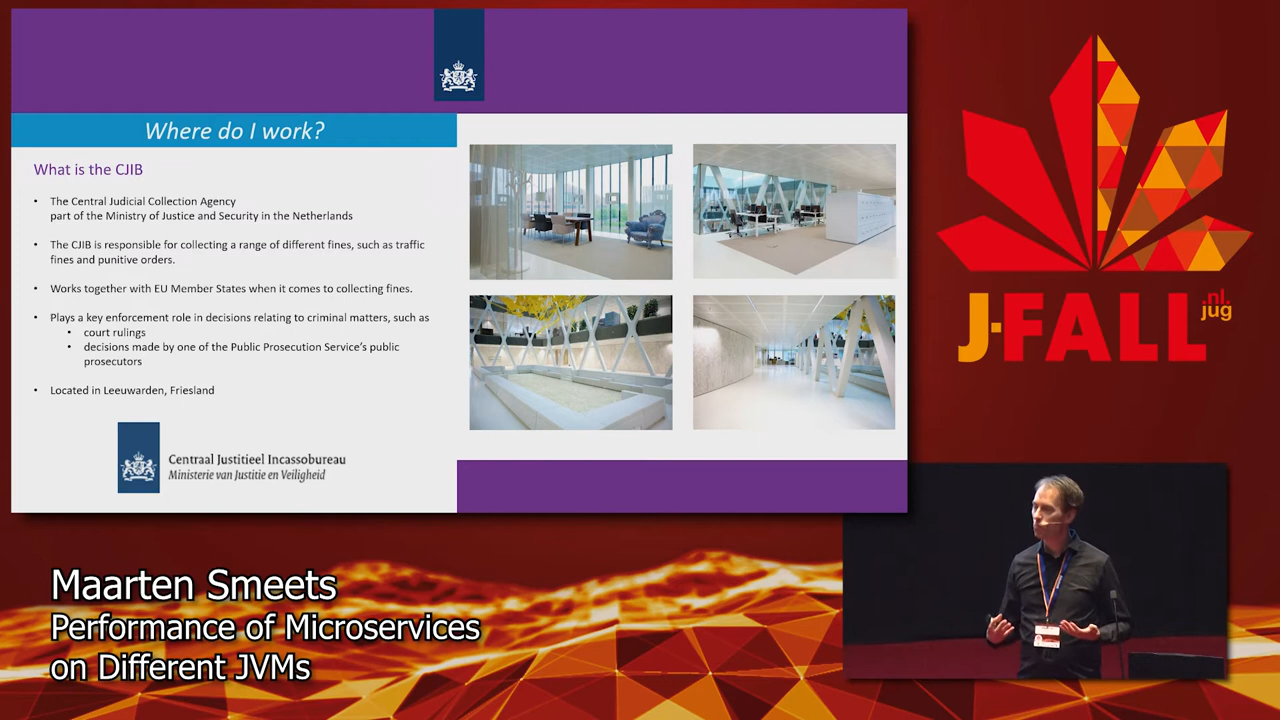 Where do I work?
What is the CJIB
• The Central Judicial Collection Agency
part of the Ministry of Justice and Security in the Netherlands
• The CJIB is responsible for collecting a range of different fines, such as traffic
fines and punitive orders.
• Works together with EU Member States when it comes to collecting fines.
• Plays a key enforcement role in decisions relating to criminal matters, such as
• court rulings
• decisions made by one of the Public Prosecution Service's public
prosecutors
• Located in Leeuwarden, Friesland
Centraal Justitieel Incassobureau
Ministerie van Justitie en Veiligheid
J-FALL
.nl
jug
Maarten Smeets
Performance of Microservices
on Different JVMs